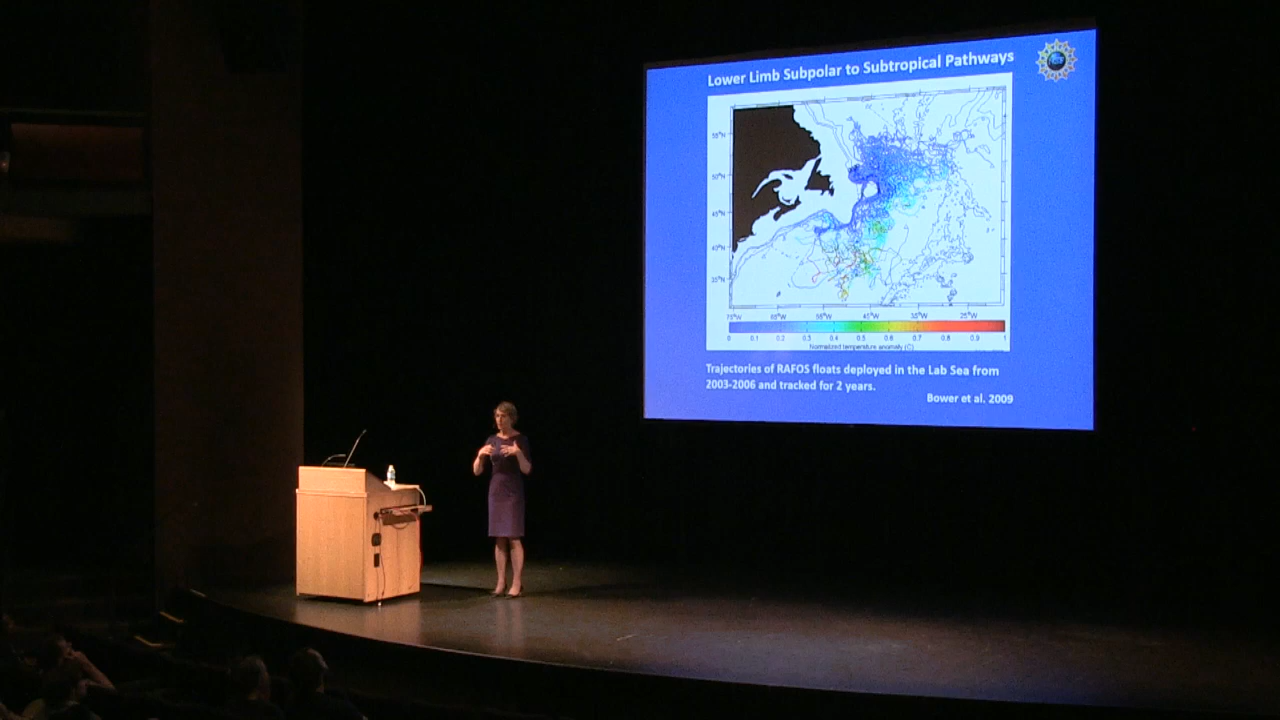 Lower Limb Subpolar to Subtropical Pathways
55°N
50°N
45°N
40°N
35°N
75°W 65°W 55°W 45°W 35°W 25°W
0 0.1 0.2 0.3 0.4 0.5 0.6 0.7 0.8 0.9 1
Normalized temperature anomaly (C)
Trajectories of RAFOS floats deployed in the Lab Sea from
2003-2006 and tracked for 2 years.
Bower et al. 2009